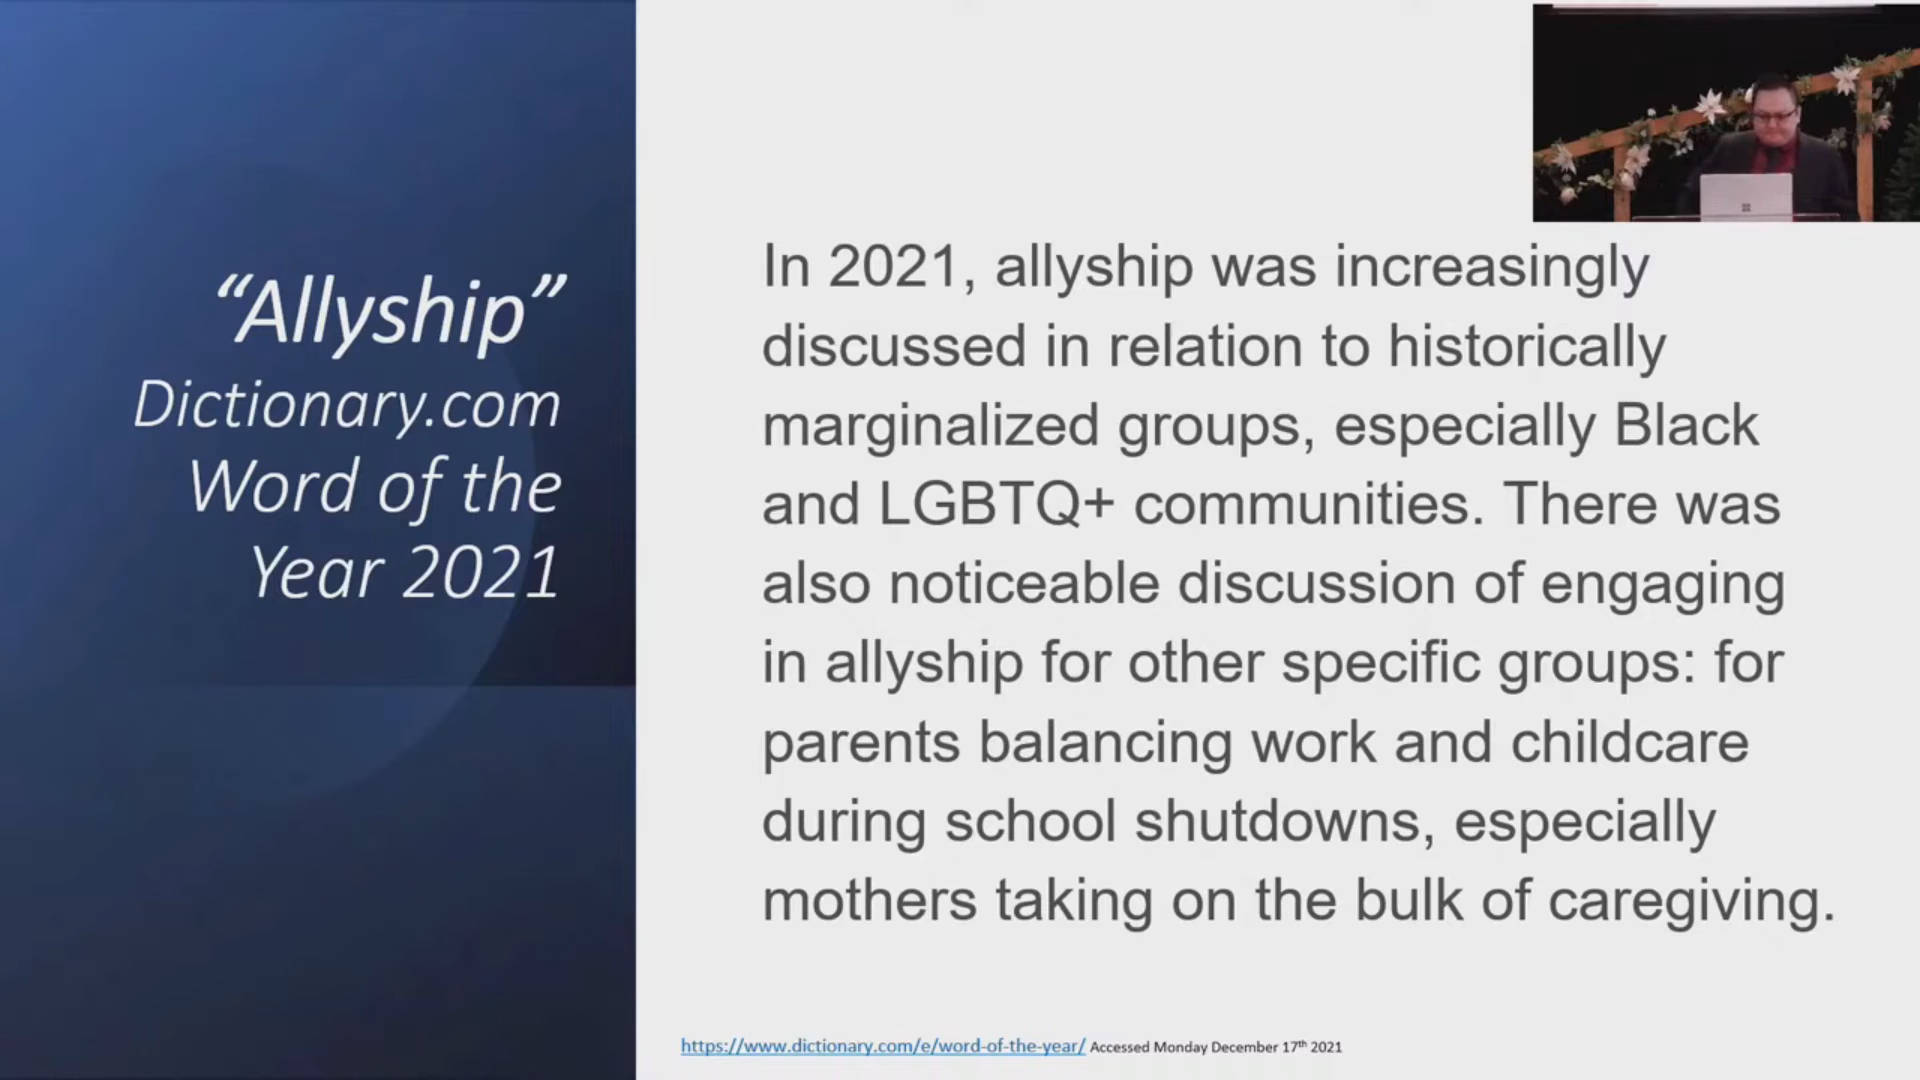 “Allyship”
Dictionary.com
Word of the
Year 2021
In 2021, allyship was increasingly
discussed in relation to historically
marginalized groups, especially Black
and LGBTQ+ communities. There was
also noticeable discussion of engaging
in allyship for other specific groups: for
parents balancing work and childcare
during school shutdowns, especially
mothers taking on the bulk of caregiving.
https://www.dictionary.com/e/word-of-the-year/ Accessed Monday December 17th 2021